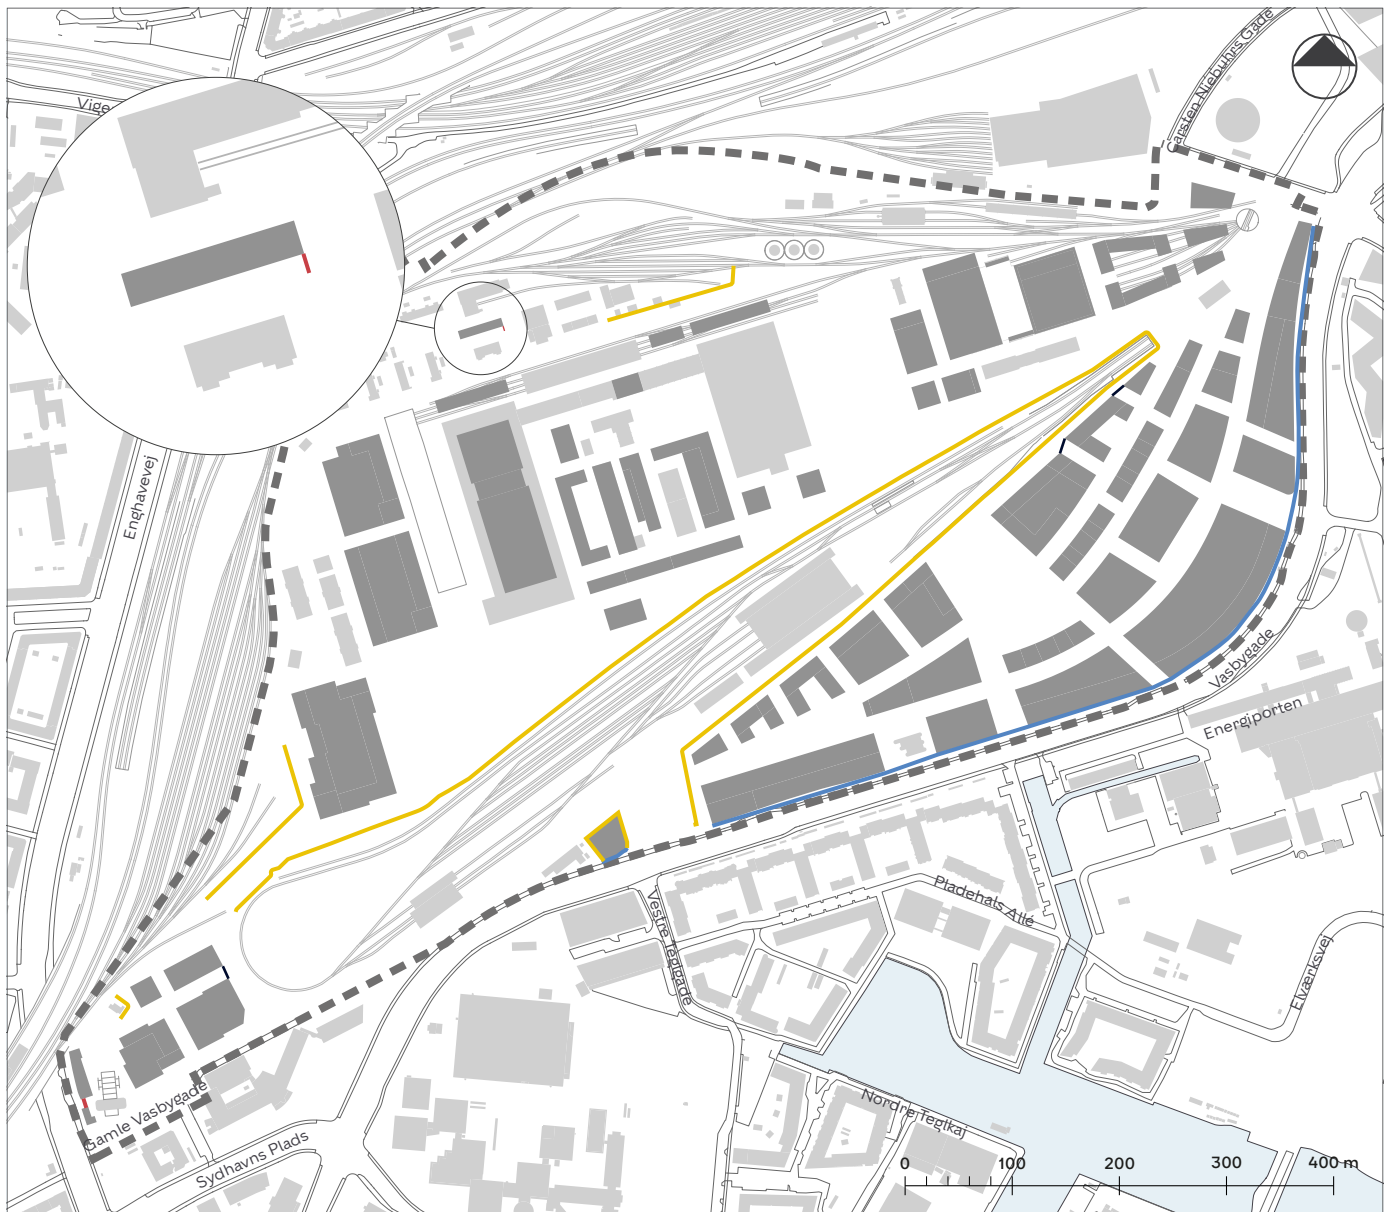 Carsten Niebuhrs Gade
Vige
Enghavevej
Vasbygade
Energiporten
Pladehals Allé
Vestre Teglgade
Elværksvej
Nordre Teglkaj
Gamle Vasbygade
Sydhavns Plads
0 100 200 300 400 m